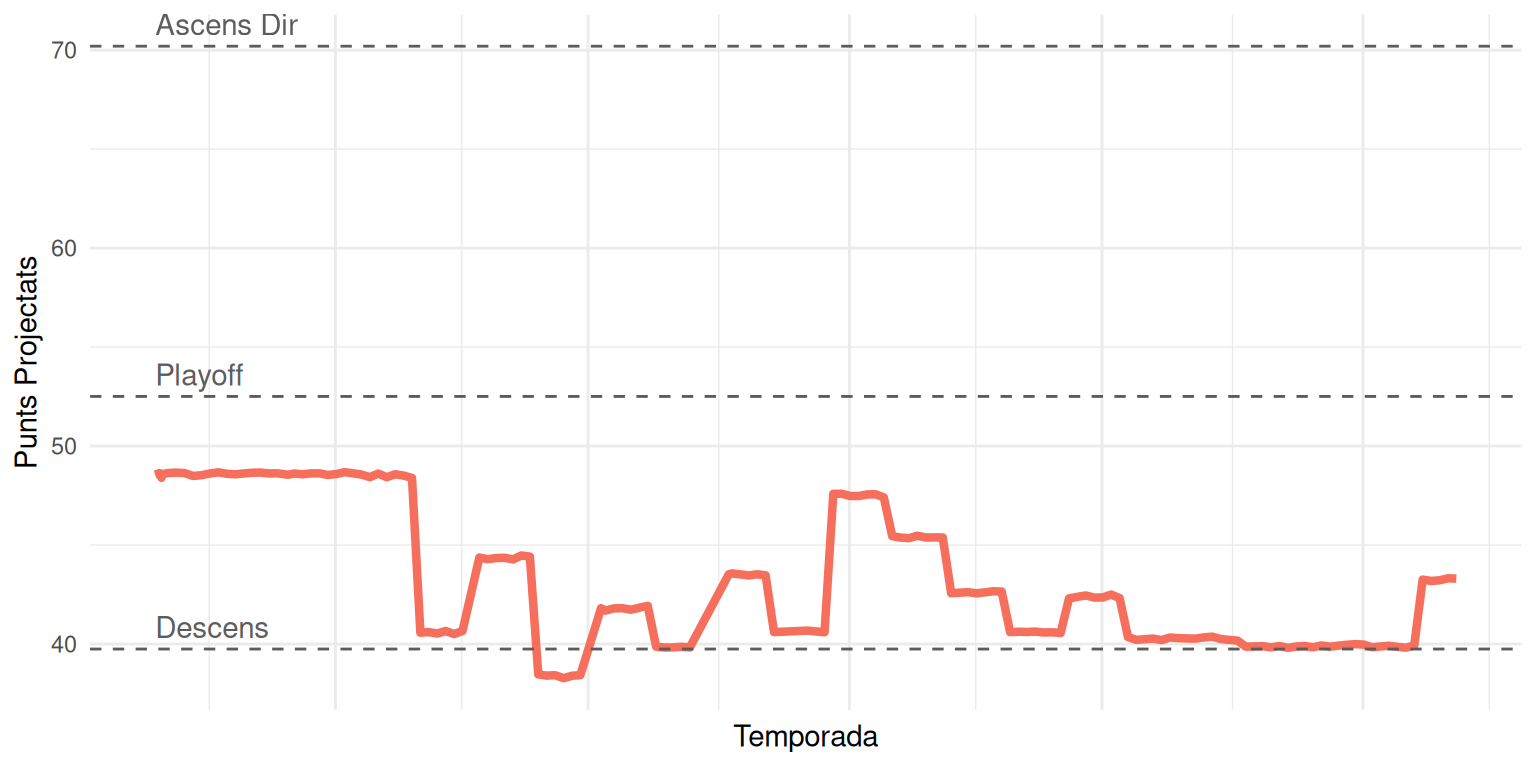 Ascens Dir
70
60
Playoff
50
Descens
40
Punts Projectats
Temporada